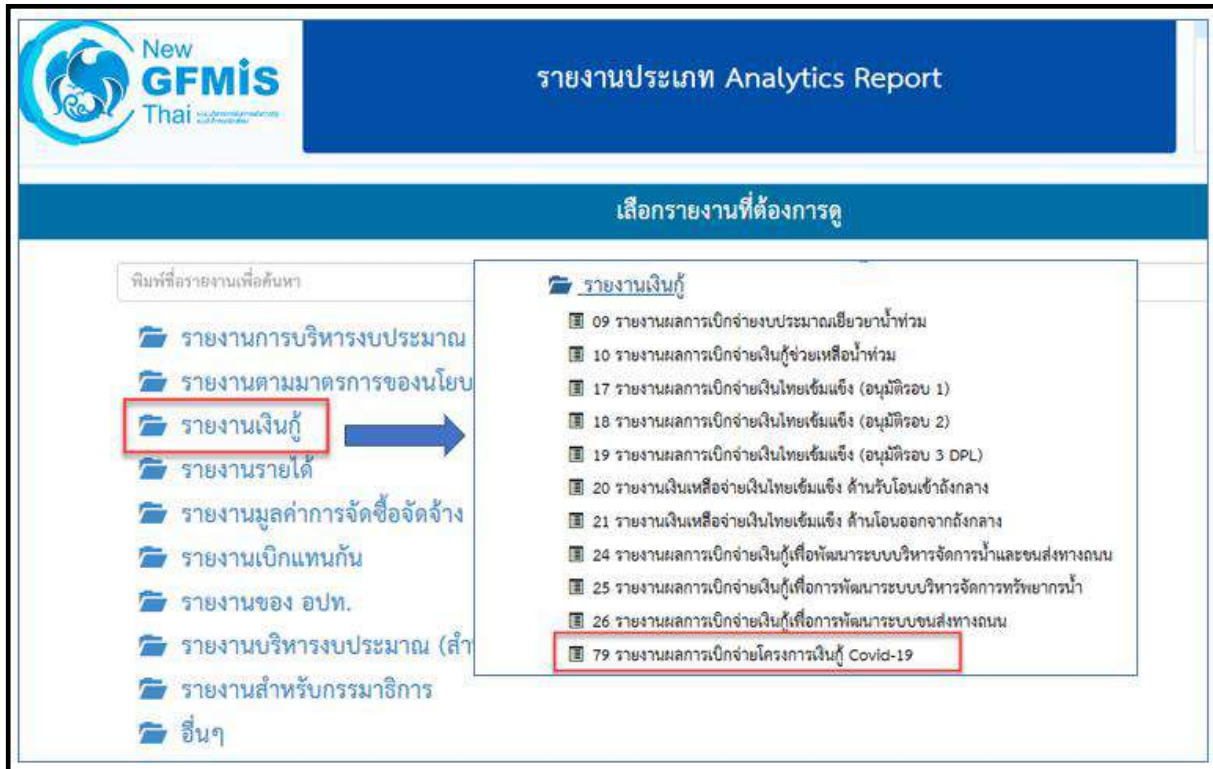 New
GFMiS
Thai
รายงานประเภท Analytics Report
เลือกรายงานที่ต้องการดู
พิมพ์ชื่อรายงานเพื่อค้นหา
รายงานการบริหารงบประมาณ
รายงานตามมาตรการของนโยบ
รายงานเงินกู้
รายงานรายได้
รายงานมูลค่าการจัดซื้อจัดจ้าง
รายงานเบิกแทนกัน
รายงานของ อปท.
รายงานบริหารงบประมาณ (สำ
รายงานสำหรับกรรมาธิการ
อื่นๆ
รายงานเงินกู้
09 รายงานผลการเบิกจ่ายงบประมาณเยียวยาน้ำท่วม
10 รายงานผลการเบิกจ่ายเงินกู้ช่วยเหลือน้ำท่วม
17 รายงานผลการเบิกจ่ายเงินไทยเข้มแข็ง (อนุมัติรอบ 1)
18 รายงานผลการเบิกจ่ายเงินไทยเข้มแข็ง (อนุมัติรอบ 2)
19 รายงานผลการเบิกจ่ายเงินไทยเข้มแข็ง (อนุมัติรอบ 3 DPL)
20 รายงานเงินเหลือจ่ายเงินไทยเข้มแข็ง ด้านรับโอนเข้าถังกลาง
21 รายงานเงินเหลือจ่ายเงินไทยเข้มแข็ง ด้านโอนออกจากถังกลาง
24 รายงานผลการเบิกจ่ายเงินกู้เพื่อพัฒนาระบบบริหารจัดการน้ำและขนส่งทางถนน
25 รายงานผลการเบิกจ่ายเงินกู้เพื่อการพัฒนาระบบบริหารจัดการทรัพยากรน้ำ
26 รายงานผลการเบิกจ่ายเงินกู้เพื่อการพัฒนาระบบขนส่งทางถนน
79 รายงานผลการเบิกจ่ายโครงการเงินกู้ Covid-19